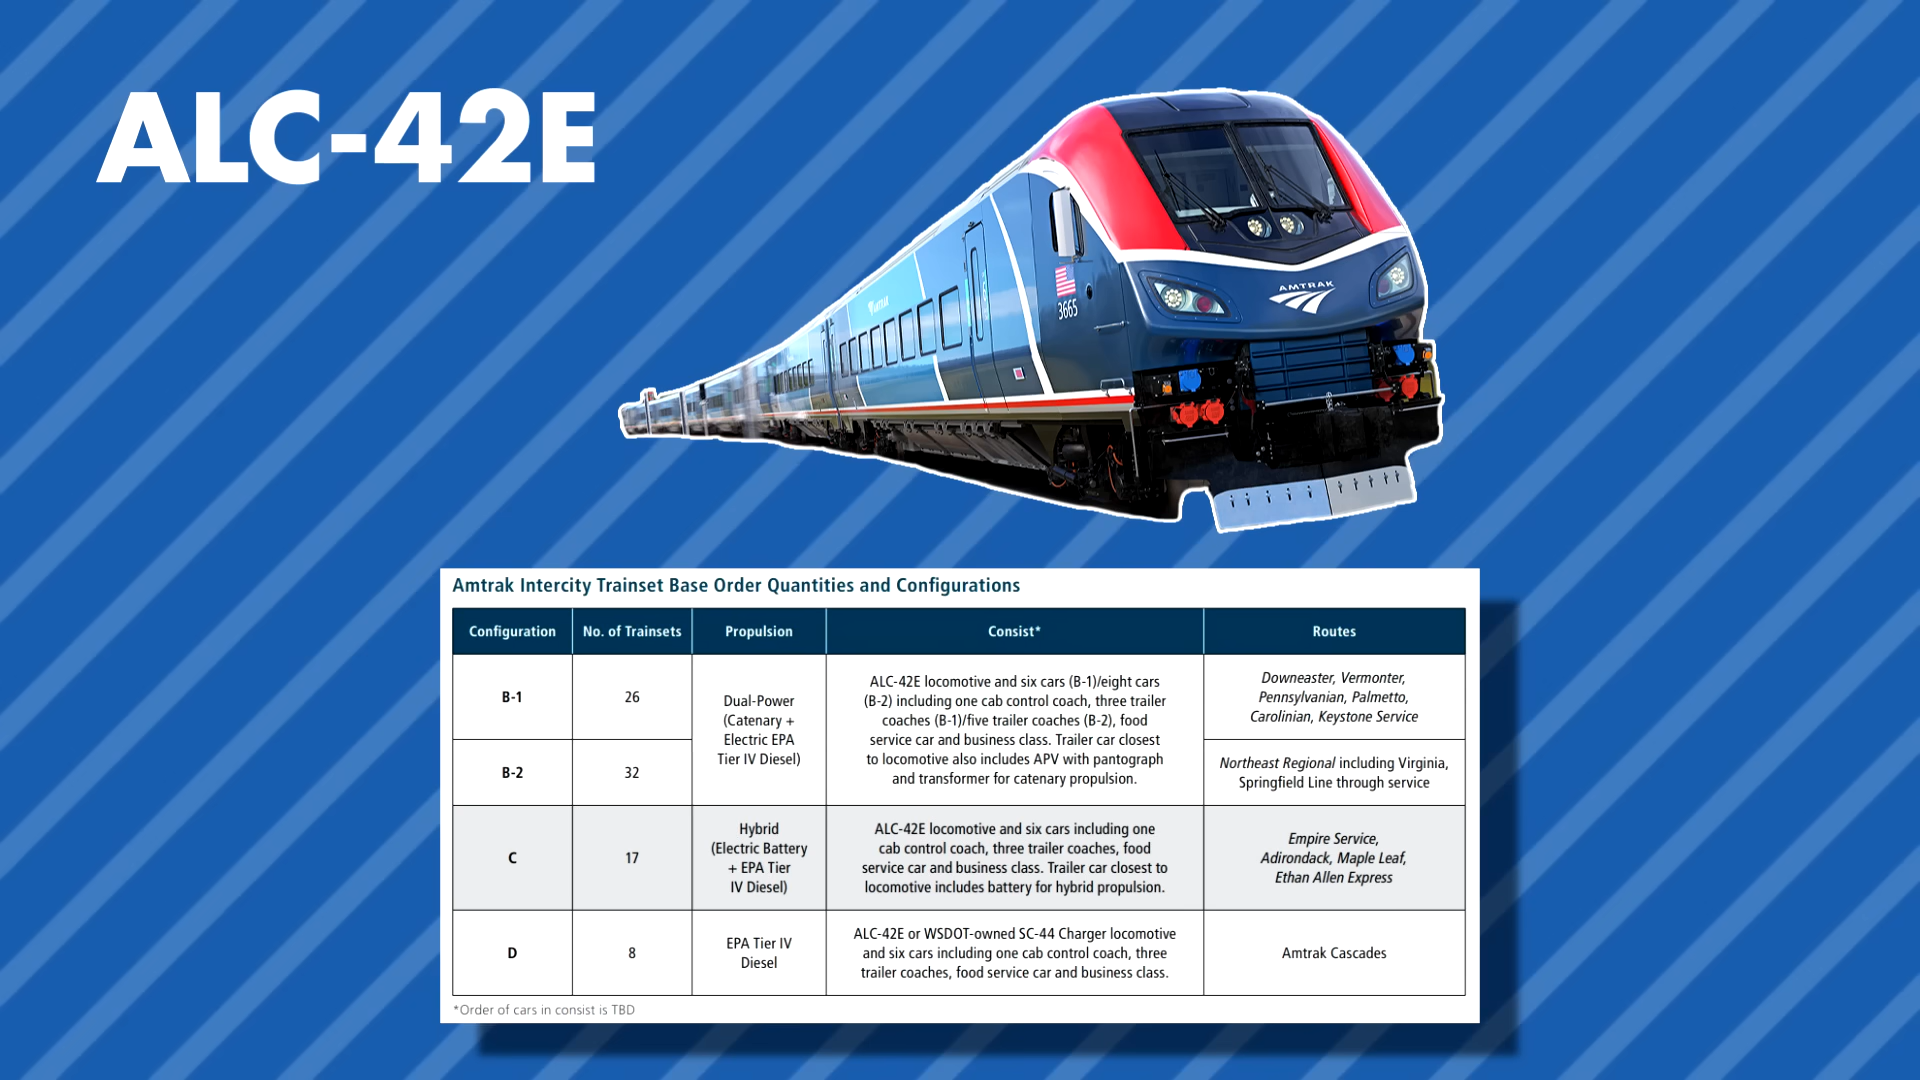 ALC-42E
AMTRAK
3665
Amtrak Intercity Trainset Base Order Quantities and Configurations
Configuration
No. of Trainsets
Propulsion
Consist*
Routes
B-1
26
Dual-Power
(Catenary +
Electric EPA
Tier IV Diesel)
ALC-42E locomotive and six cars (B-1)/eight cars
(B-2) including one cab control coach, three trailer
coaches (B-1)/five trailer coaches (B-2), food
service car and business class. Trailer car closest
to locomotive also includes APV with pantograph
and transformer for catenary propulsion.
Downeaster, Vermonter,
Pennsylvanian, Palmetto,
Carolinian, Keystone Service
B-2
32
Northeast Regional including Virginia,
Springfield Line through service
C
17
Hybrid
(Electric Battery
+ EPA Tier
IV Diesel)
ALC-42E locomotive and six cars including one
cab control coach, three trailer coaches, food
service car and business class. Trailer car closest to
locomotive includes battery for hybrid propulsion.
Empire Service,
Adirondack, Maple Leaf,
Ethan Allen Express
D
8
EPA Tier IV
Diesel
ALC-42E or WSDOT-owned SC-44 Charger locomotive
and six cars including one cab control coach, three
trailer coaches, food service car and business class.
Amtrak Cascades
*Order of cars in consist is TBD